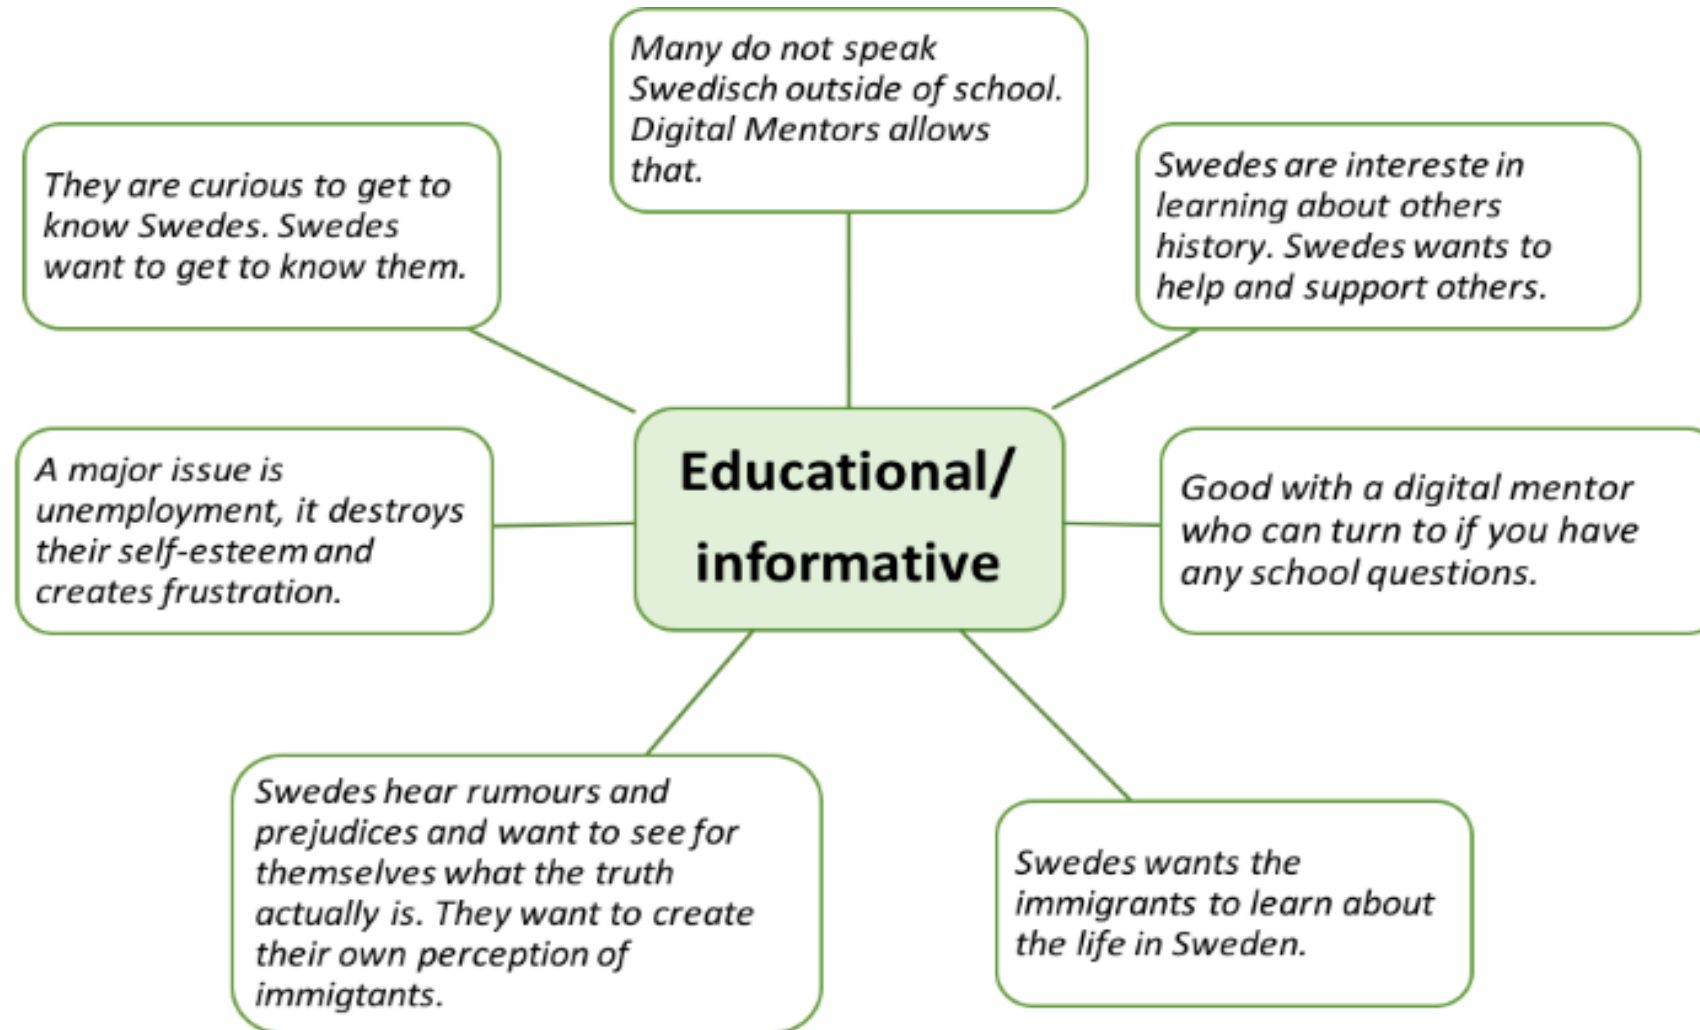 Many do not speak
Swedisch outside of school.
Digital Mentors allows
that.
They are curious to get to
know Swedes. Swedes
want to get to know them.
Swedes are intereste in
learning about others
history. Swedes wants to
help and support others.
A major issue is
unemployment, it destroys
their self-esteem and
creates frustration.
Educational/
informative
Good with a digital mentor
who can turn to if you have
any school questions.
Swedes hear rumours and
prejudices and want to see for
themselves what the truth
actually is. They want to create
their own perception of
immigtants.
Swedes wants the
immigrants to learn about
the life in Sweden.